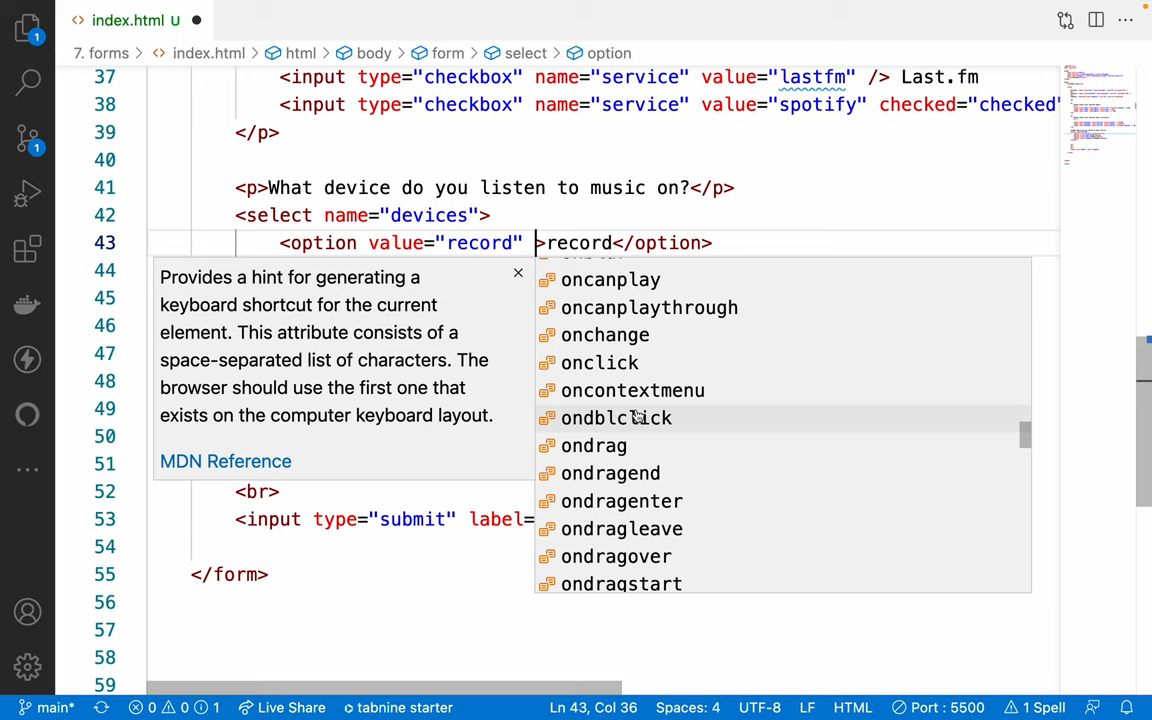 index.html U
7. forms > index.html > html > body > form > select > option
1
37 <input type="checkbox" name="service" value="lastfm" /> Last.fm
38 <input type="checkbox" name="service" value="spotify" checked="checked"
39 </p>
40
41 <p>What device do you listen to music on?</p>
42 <select name="devices">
1
43 <option value="record" >record</option>
44
45
46
47
48
49
50
51
Provides a hint for generating a
keyboard shortcut for the current
element. This attribute consists of a
space-separated list of characters. The
browser should use the first one that
exists on the computer keyboard layout.
MDN Reference
oncanplay
oncanplaythrough
onchange
onclick
oncontextmenu
ondblclick
ondrag
ondragend
ondragenter
ondragleave
ondragover
ondragstart
52 <br>
53 <input type="submit" label=
54
55 </form>
56
57
58
59
main* 0 0 1 Live Share tabnine starter Ln 43, Col 36 Spaces: 4 UTF-8 LF HTML Port : 5500 1 Spell